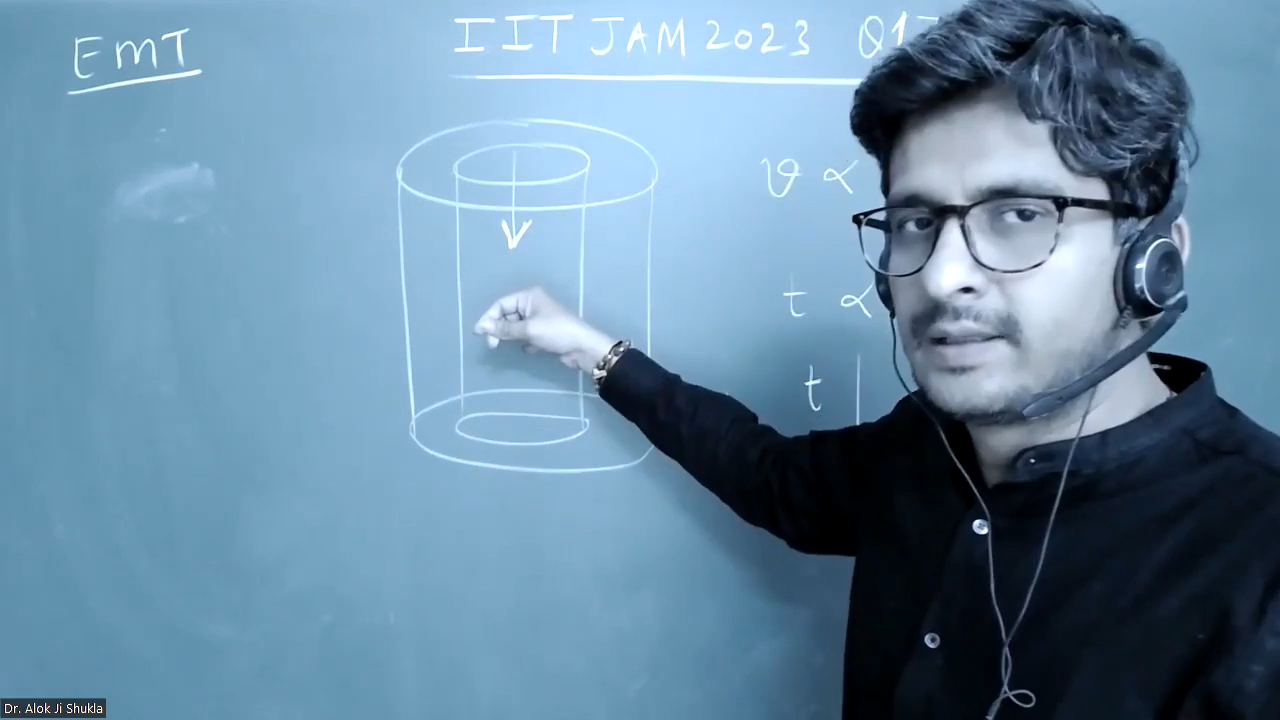 EMT
IIT JAM 2023
v ∝
t ∝
t
Dr. Alok Ji Shukla